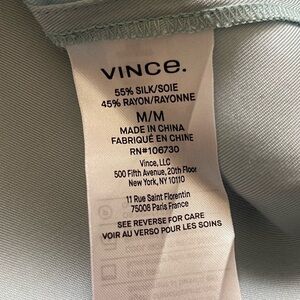 VINCE.
55% SILK/SOIE
45% RAYON/RAYONNE
M/M
MADE IN CHINA
FABRIQUÉ EN CHINE
RN#106730
Vince, LLC
500 Fifth Avenue, 20th Floor
New York, NY, 10110
11 Rue Saint Florentin
75008 Paris France
SEE REVERSE FOR CARE
VOIR AU VERSO POUR LES SOINS